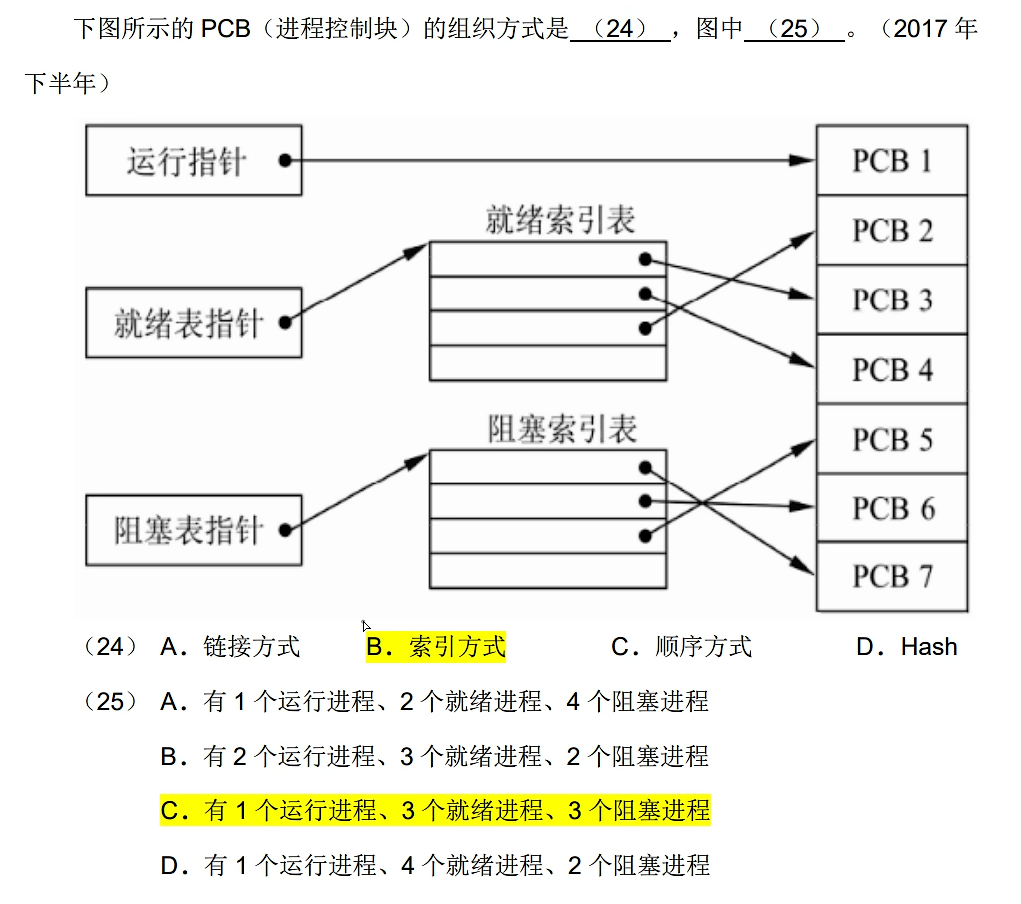 下图所示的 PCB（进程控制块）的组织方式是 （24） ，图中 （25） 。（2017 年
下半年）
运行指针
PCB 1
就绪索引表
PCB 2
PCB 3
就绪表指针
PCB 4
阻塞索引表
PCB 5
PCB 6
阻塞表指针
PCB 7
（24） A．链接方式 B．索引方式 C．顺序方式 D．Hash
（25） A．有 1 个运行进程、2 个就绪进程、4 个阻塞进程
B．有 2 个运行进程、3 个就绪进程、2 个阻塞进程
C．有 1 个运行进程、3 个就绪进程、3 个阻塞进程
D．有 1 个运行进程、4 个就绪进程、2 个阻塞进程